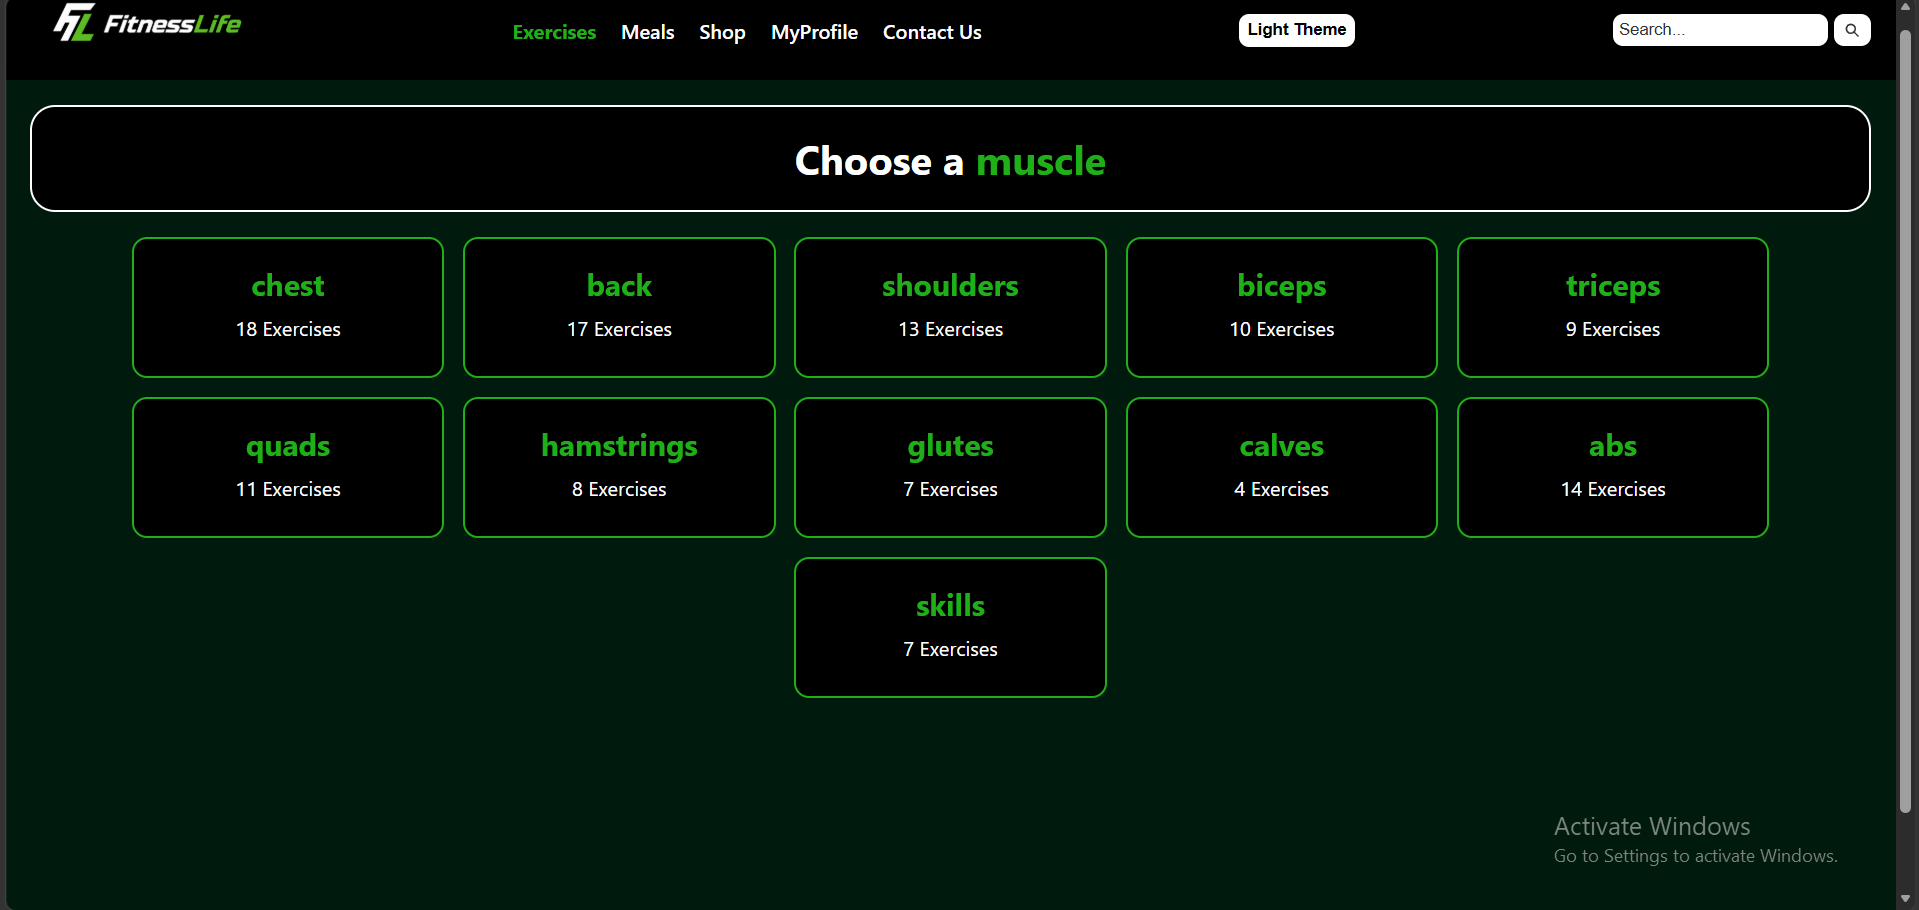 FitnessLife
Exercises Meals Shop MyProfile Contact Us
Light Theme
Search...
Choose a muscle
chest
18 Exercises
back
17 Exercises
shoulders
13 Exercises
biceps
10 Exercises
triceps
9 Exercises
quads
11 Exercises
hamstrings
8 Exercises
glutes
7 Exercises
calves
4 Exercises
abs
14 Exercises
skills
7 Exercises
Activate Windows
Go to Settings to activate Windows.